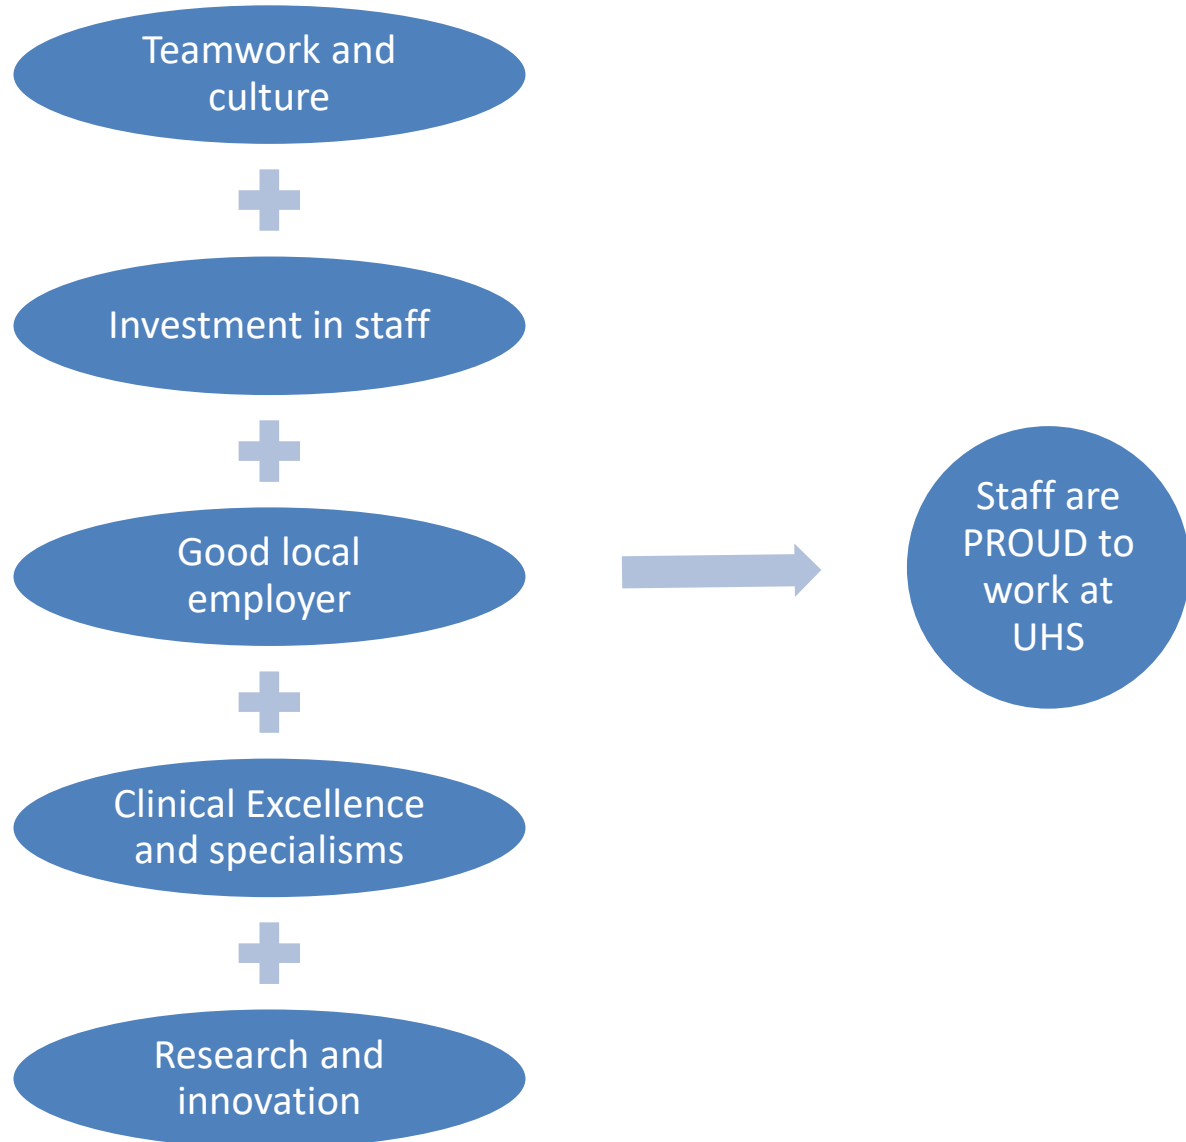 Teamwork and
culture
Investment in staff
Good local
employer
Clinical Excellence
and specialisms
Research and
innovation
Staff are
PROUD to
work at
UHS